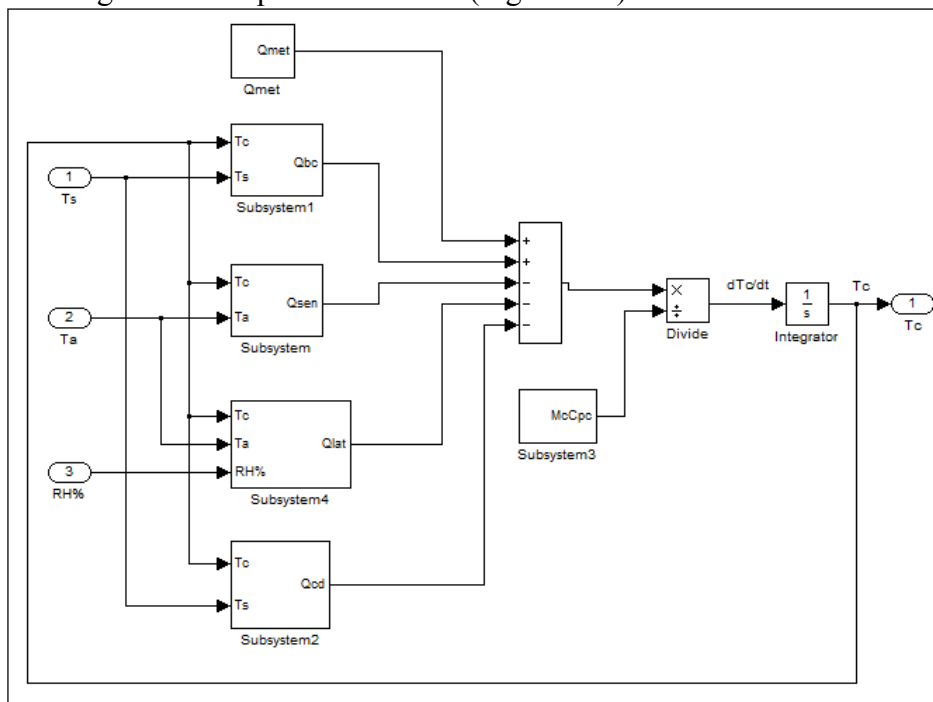 Qmet
Qmet
Tc
Ts
Qbc
Subsystem1
1
Ts
Tc
Ta
Qsen
Subsystem
2
Ta
+
+
-
-
-
×
÷
Divide
dTc/dt
1
s
Integrator
Tc
1
Tc
McCpc
Subsystem3
Tc
Ta
RH%
Qlat
Subsystem4
3
RH%
Tc
Ts
Qcd
Subsystem2